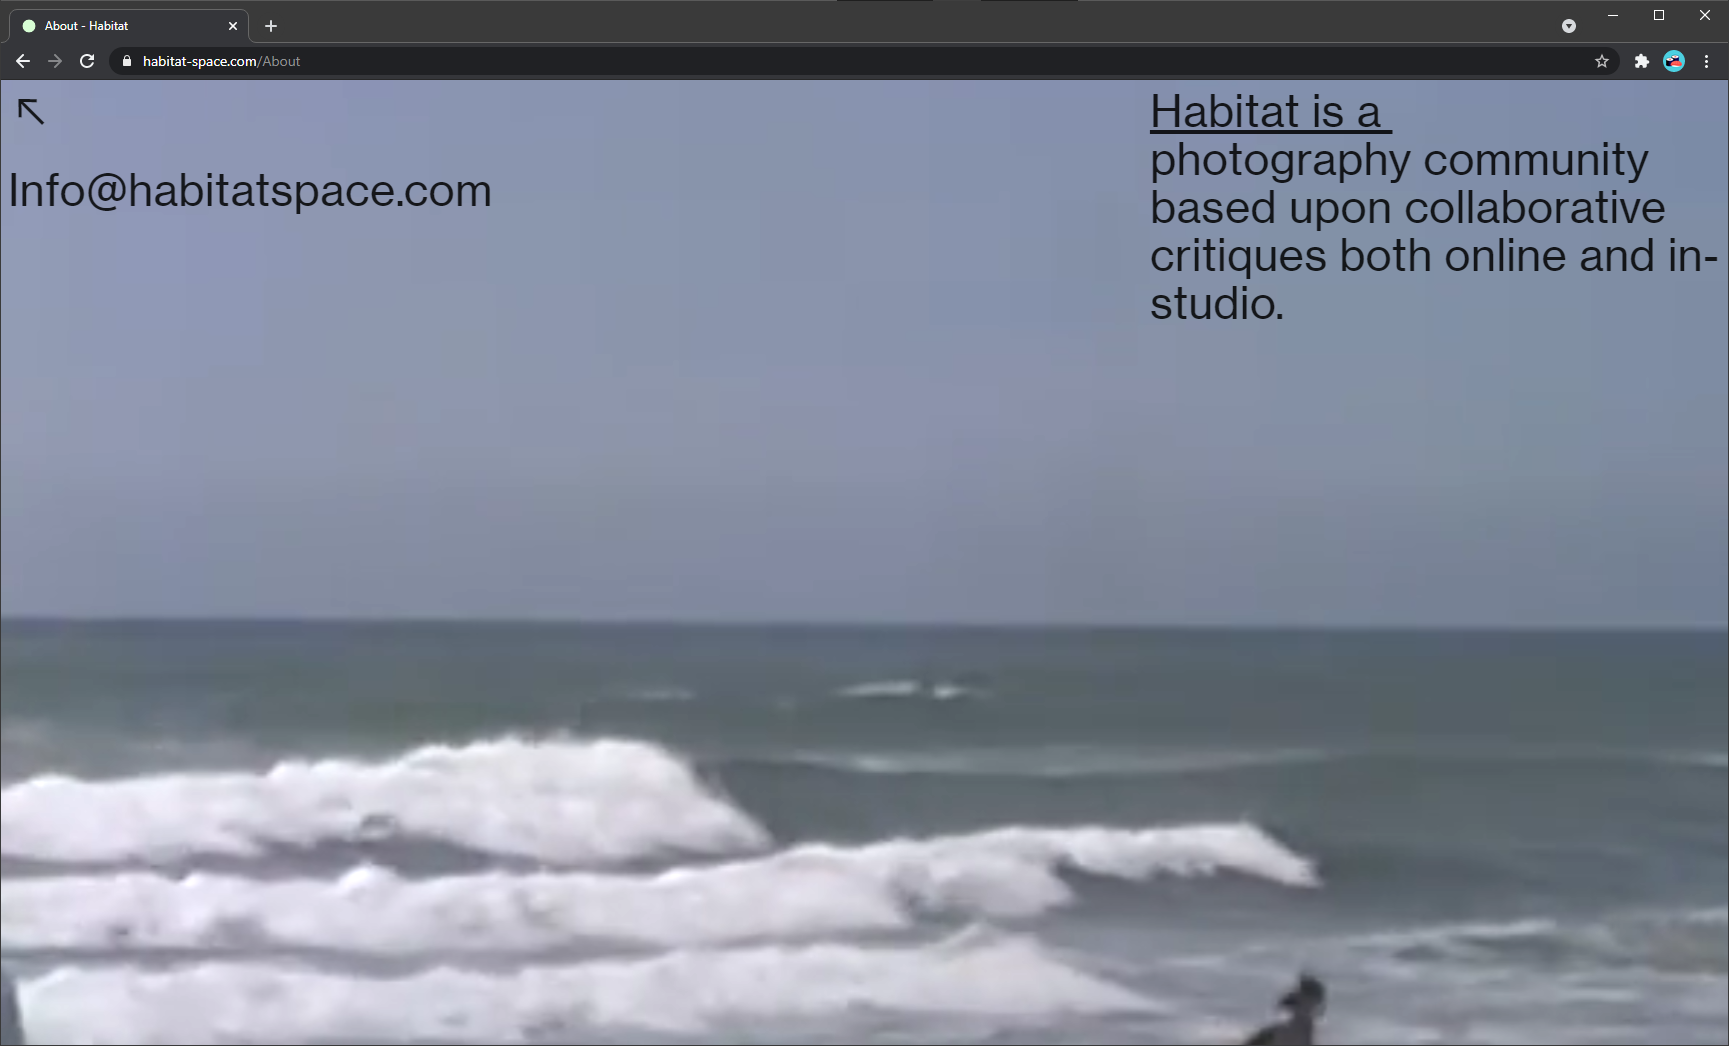 About - Habitat
habitat-space.com/About
Habitat is a
photography community
based upon collaborative
critiques both online and in-
studio.
Info@habitatspace.com